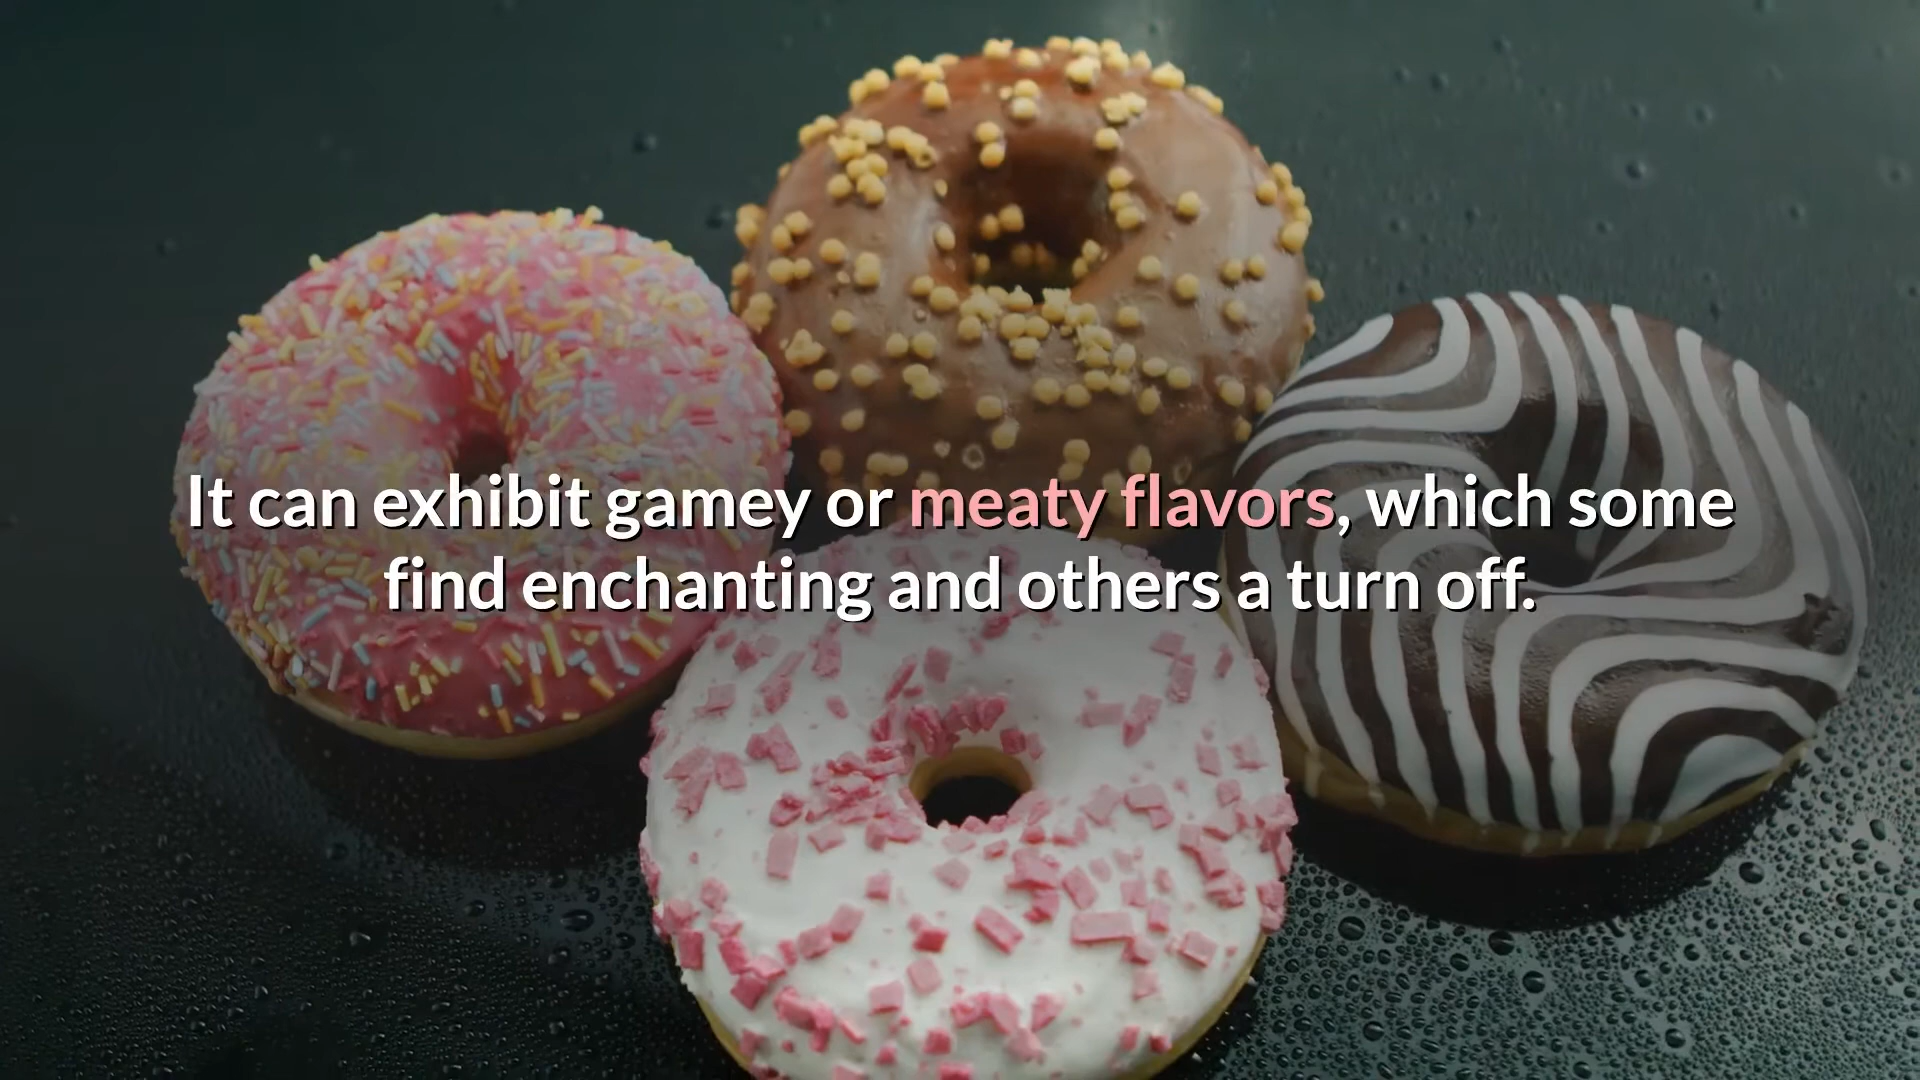 It can exhibit gamey or meaty flavors, which some
find enchanting and others a turn off.